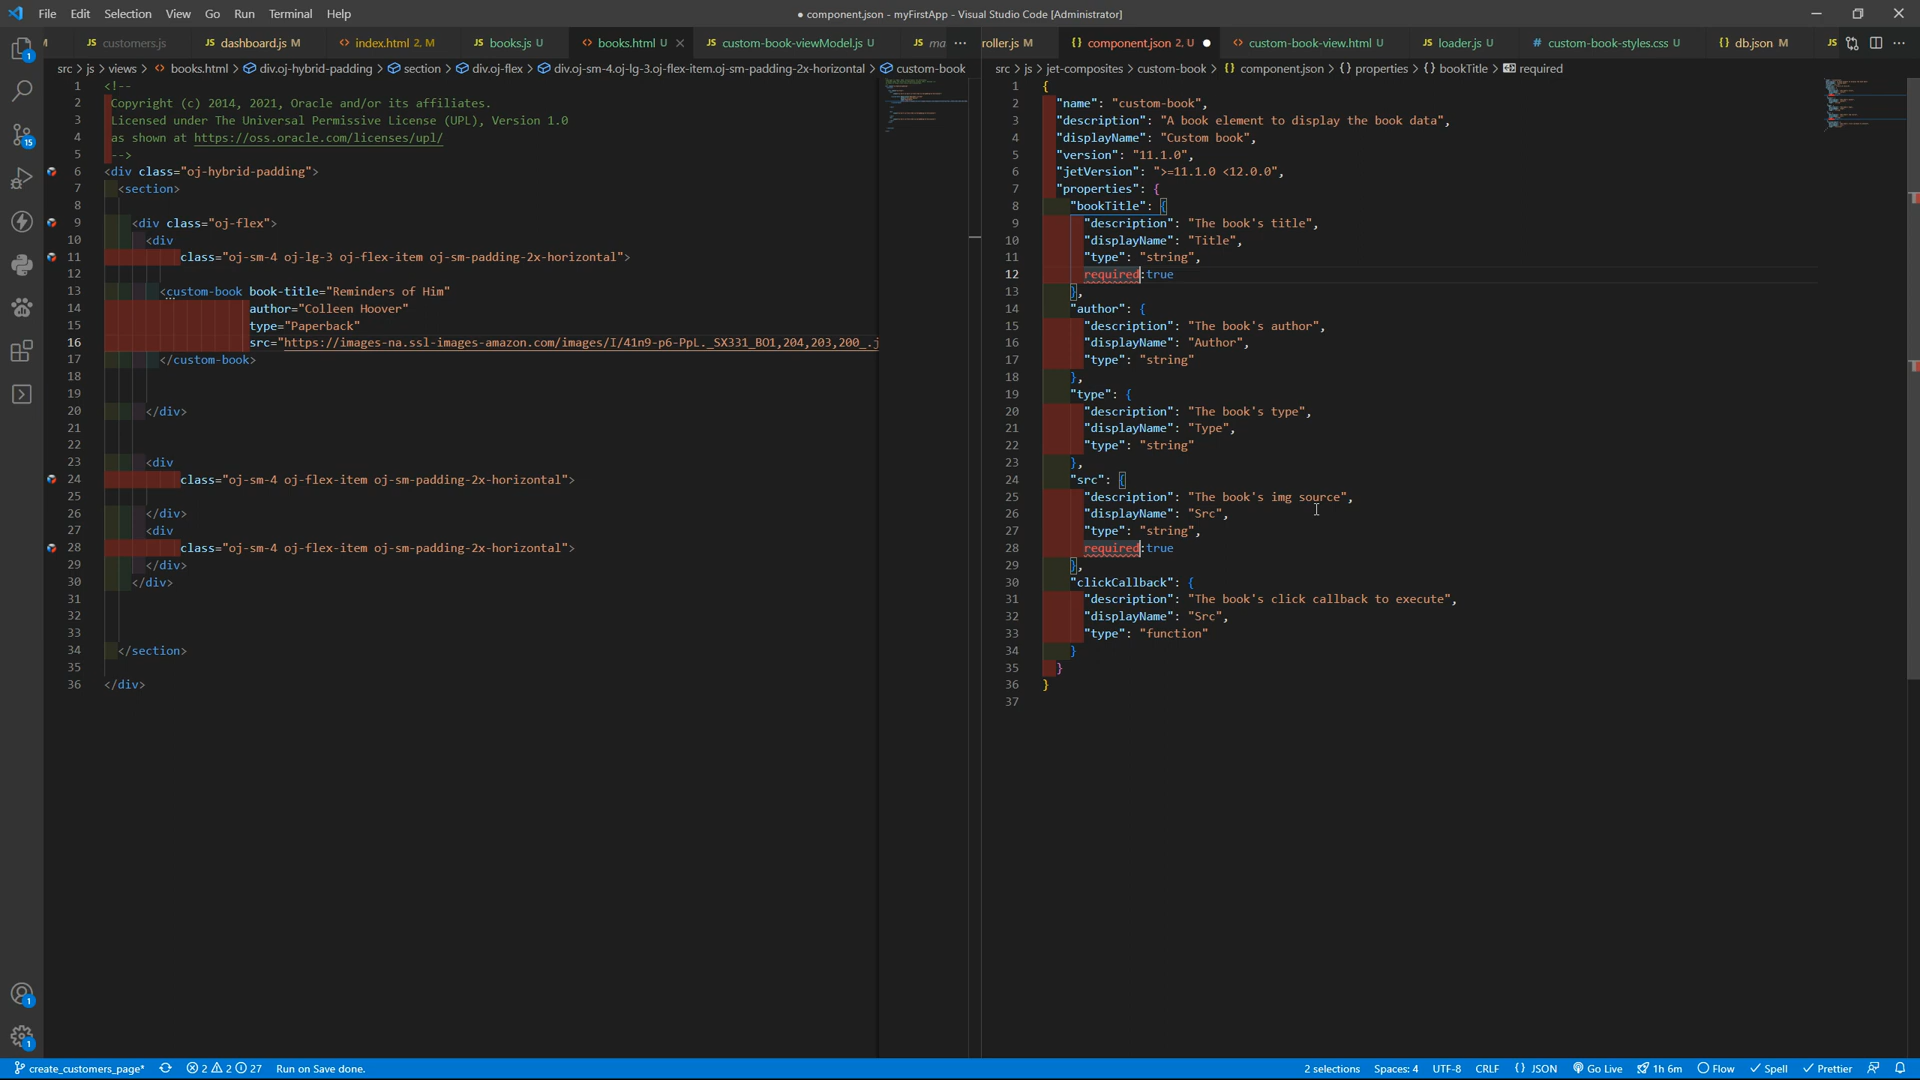 File Edit Selection View Go Run Terminal Help
● component.json - myFirstApp - Visual Studio Code [Administrator]
M JS customers.js JS dashboard.js M <> index.html 2, M JS books.js U <> books.html U × JS custom-book-viewModel.js U JS ma ···
roller.js M {} component.json 2, U ● <> custom-book-view.html U JS loader.js U # custom-book-styles.css U {} db.json M JS ···
src > js > views > <> books.html > div.oj-hybrid-padding > section > div.oj-flex > div.oj-sm-4.oj-lg-3.oj-flex-item.oj-sm-padding-2x-horizontal > custom-book
1 <!--
2 Copyright (c) 2014, 2021, Oracle and/or its affiliates.
3 Licensed under The Universal Permissive License (UPL), Version 1.0
4 as shown at https://oss.oracle.com/licenses/upl/
5 -->
6 <div class="oj-hybrid-padding">
7 <section>
8
9 <div class="oj-flex">
10 <div
11 class="oj-sm-4 oj-lg-3 oj-flex-item oj-sm-padding-2x-horizontal">
12
13 <custom-book book-title="Reminders of Him"
14 author="Colleen Hoover"
15 type="Paperback"
16 src="https://images-na.ssl-images-amazon.com/images/I/41n9-p6-PpL._SX331_BO1,204,203,200_.j
17 </custom-book>
18
19
20 </div>
21
22
23 <div
24 class="oj-sm-4 oj-flex-item oj-sm-padding-2x-horizontal">
25
26 </div>
27 <div
28 class="oj-sm-4 oj-flex-item oj-sm-padding-2x-horizontal">
29 </div>
30 </div>
31
32
33
34 </section>
35
36 </div>
src > js > jet-composites > custom-book > {} component.json > {} properties > {} bookTitle > required
1 {
2 "name": "custom-book",
3 "description": "A book element to display the book data",
4 "displayName": "Custom book",
5 "version": "11.1.0",
6 "jetVersion": ">=11.1.0 <12.0.0",
7 "properties": {
8 "bookTitle": {
9 "description": "The book's title",
10 "displayName": "Title",
11 "type": "string",
12 required:true
13 },
14 "author": {
15 "description": "The book's author",
16 "displayName": "Author",
17 "type": "string"
18 },
19 "type": {
20 "description": "The book's type",
21 "displayName": "Type",
22 "type": "string"
23 },
24 "src": {
25 "description": "The book's img source",
26 "displayName": "Src",
27 "type": "string",
28 required:true
29 },
30 "clickCallback": {
31 "description": "The book's click callback to execute",
32 "displayName": "Src",
33 "type": "function"
34 }
35 }
36 }
37
1
15
1
1
create_customers_page* 2 2 27 Run on Save done.
2 selections Spaces: 4 UTF-8 CRLF {} JSON Go Live 1h 6m Flow Spell Prettier